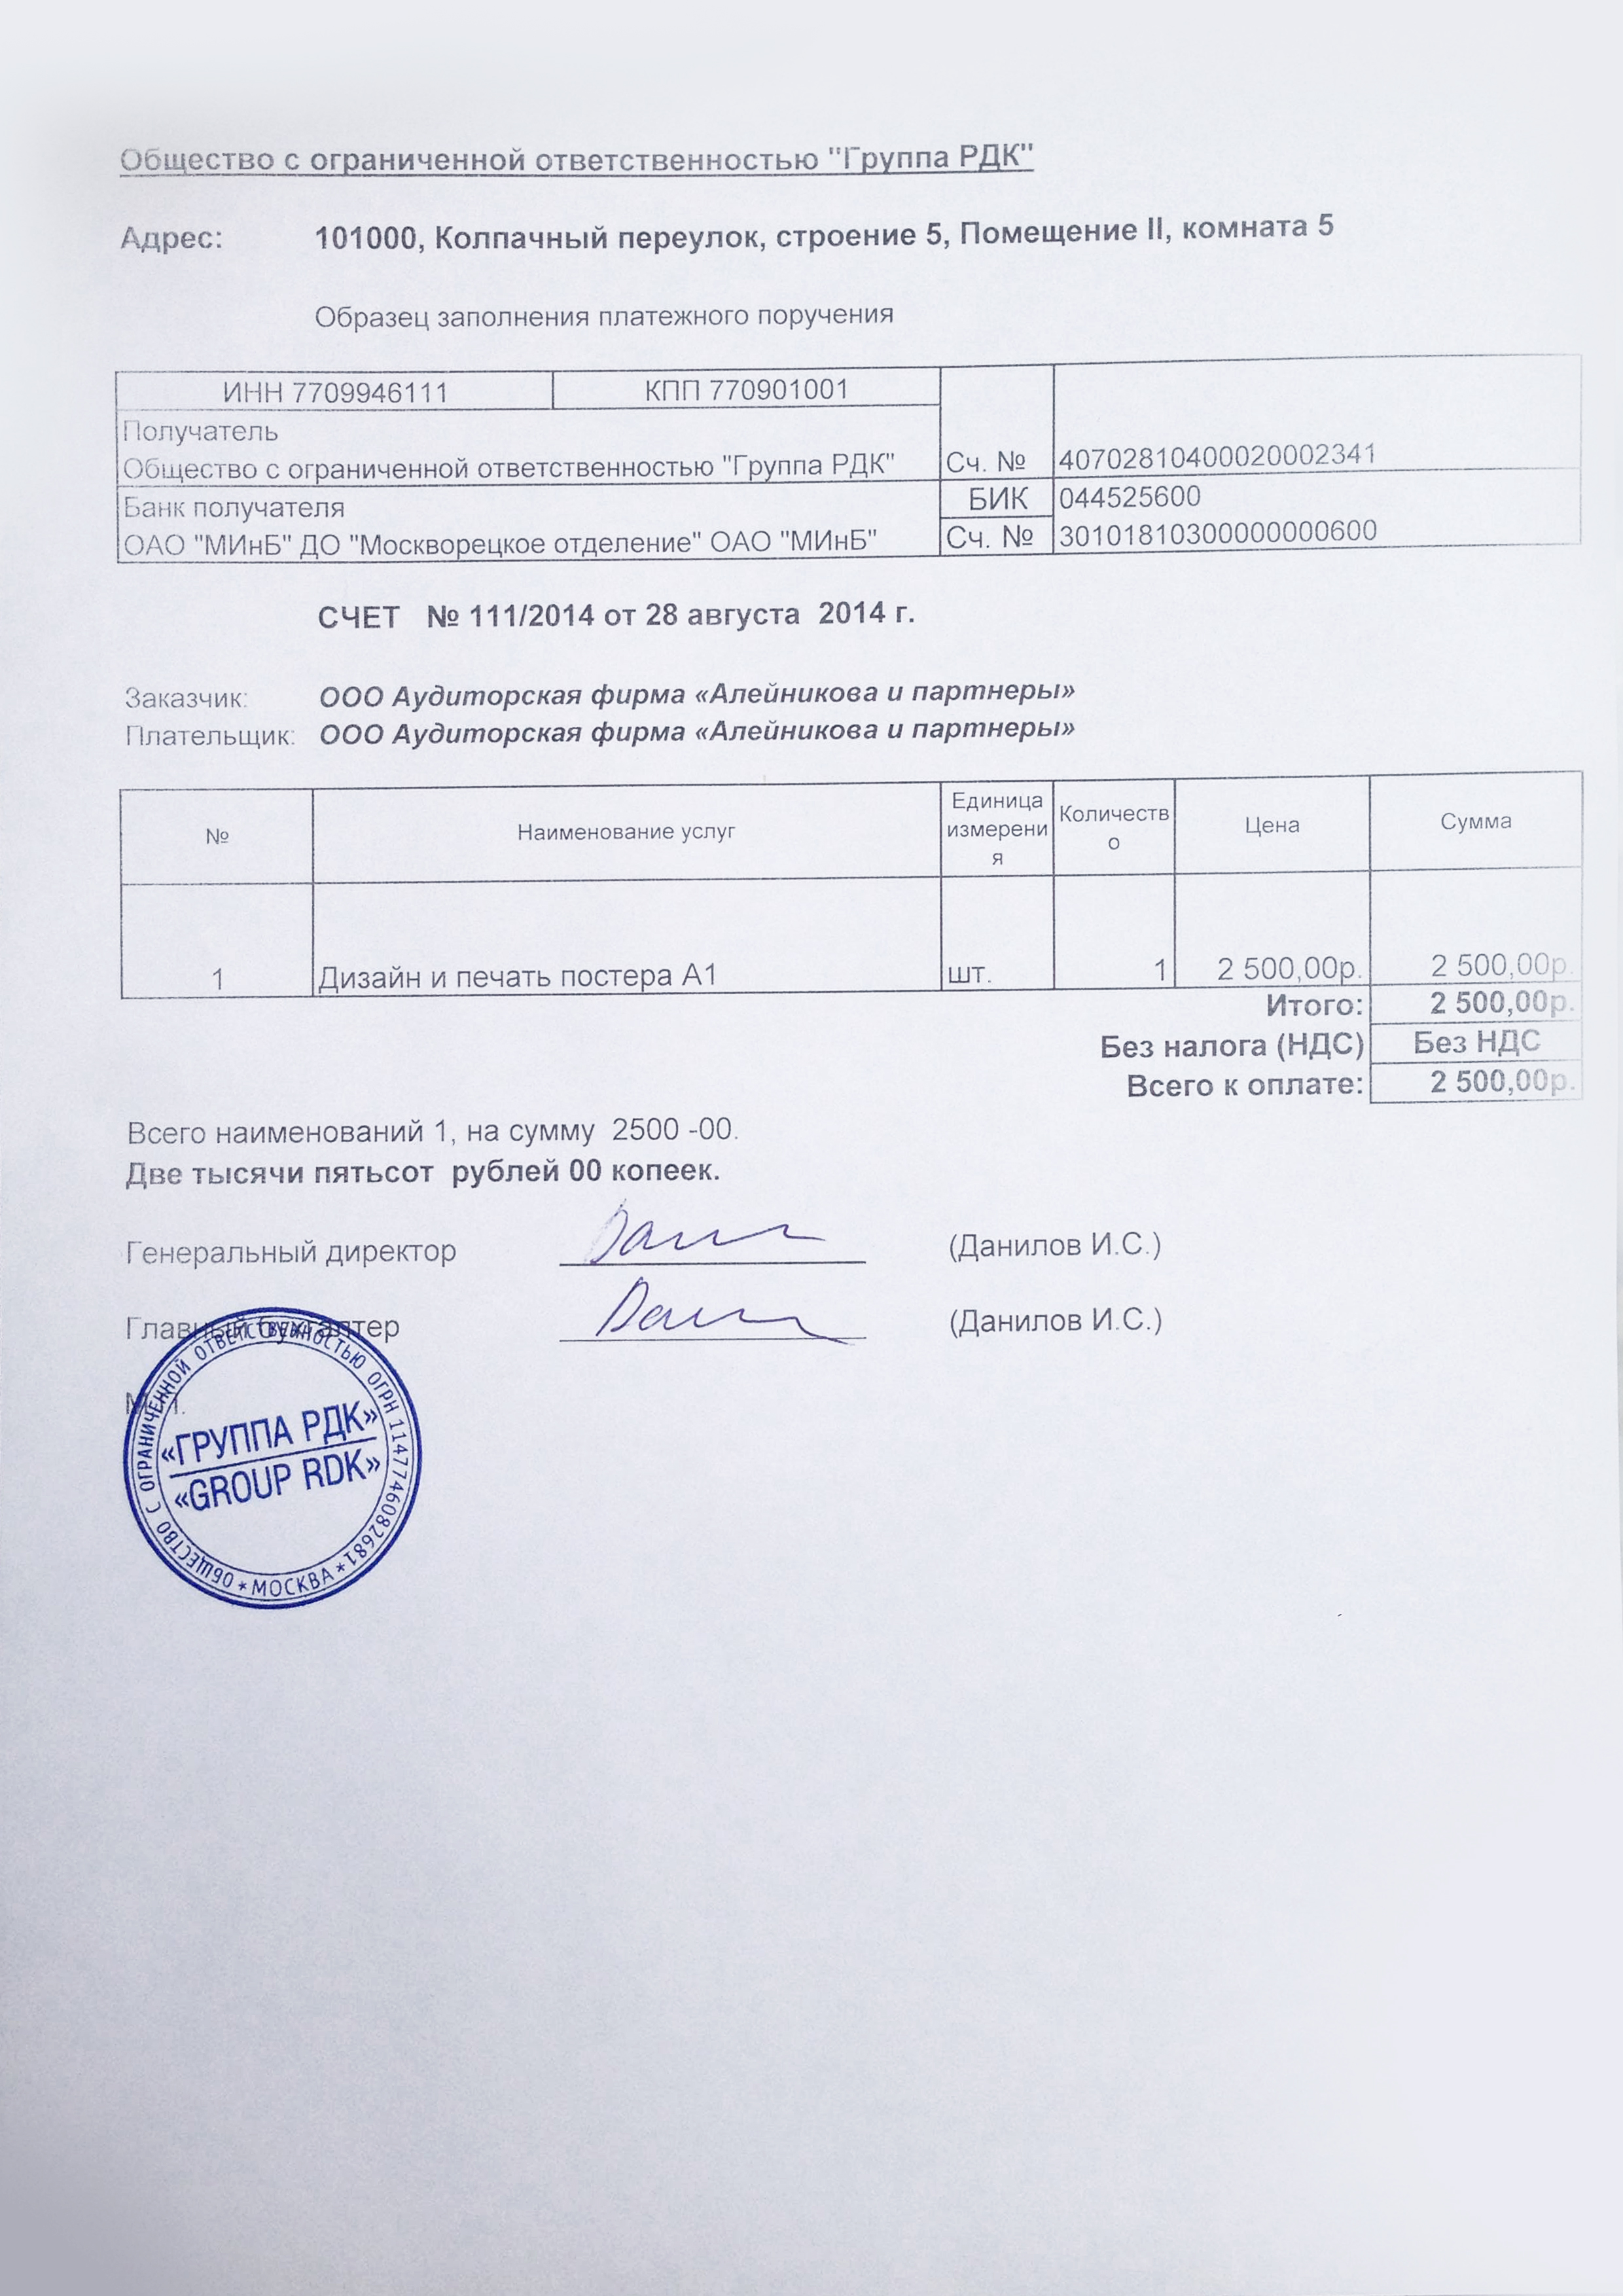 Общество с ограниченной ответственностью "Группа РДК"
Адрес: 101000, Колпачный переулок, строение 5, Помещение II, комната 5
Образец заполнения платежного поручения
ИНН 7709946111 КПП 770901001
Получатель
Общество с ограниченной ответственностью "Группа РДК" Сч. № 40702810400020002341
Банк получателя БИК 044525600
ОАО "МИнБ" ДО "Москворецкое отделение" ОАО "МИнБ" Сч. № 30101810300000000600
СЧЕТ № 111/2014 от 28 августа 2014 г.
Заказчик: ООО Аудиторская фирма «Алейникова и партнеры»
Плательщик: ООО Аудиторская фирма «Алейникова и партнеры»
№ Наименование услуг Единица измерения Количество Цена Сумма
1 Дизайн и печать постера А1 шт. 1 2 500,00р. 2 500,00р.
Итого: 2 500,00р.
Без налога (НДС) Без НДС
Всего к оплате: 2 500,00р.
Всего наименований 1, на сумму 2500 -00.
Две тысячи пятьсот рублей 00 копеек.
Генеральный директор (Данилов И.С.)
Главный бухгалтер (Данилов И.С.)
М.П.
ОБЩЕСТВО С ОГРАНИЧЕННОЙ ОТВЕТСТВЕННОСТЬЮ ОГРН 1147746082681
* МОСКВА *
«ГРУППА РДК»
«GROUP RDK»